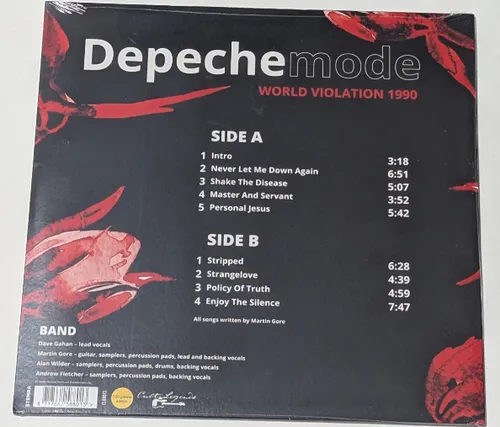 Depechemode
WORLD VIOLATION 1990
SIDE A
1 Intro 3:18
2 Never Let Me Down Again 6:51
3 Shake The Disease 5:07
4 Master And Servant 3:52
5 Personal Jesus 5:42
SIDE B
1 Stripped 6:28
2 Strangelove 4:39
3 Policy Of Truth 4:59
4 Enjoy The Silence 7:47
All songs written by Martin Gore
BAND
Dave Gahan – lead vocals
Martin Gore – guitar, samplers, percussion pads, lead and backing vocals
Alan Wilder – samplers, percussion pads, drums, backing vocals
Andrew Fletcher – samplers, percussion pads, backing vocals
Cult Legends